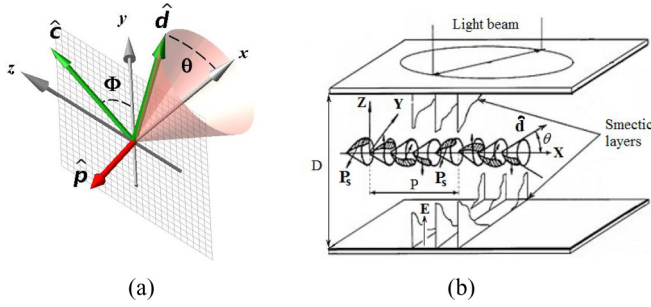 ĉ
y
d̂
z
Φ
θ
x
p̂
(a)
Light beam
Z
Y
d̂
θ
X
D
Pₛ
P
Pₛ
E
Smectic
layers
(b)